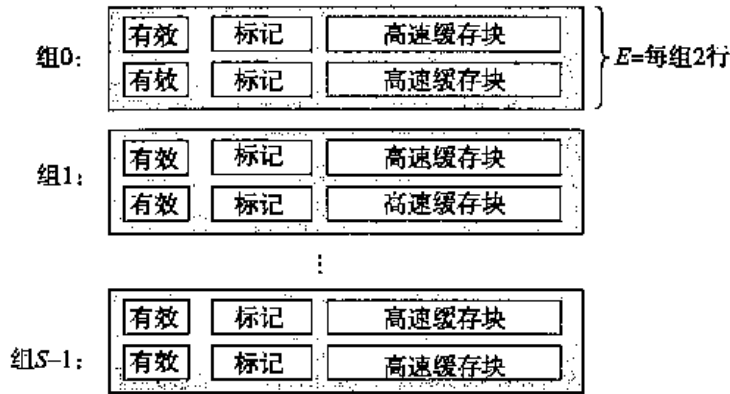 组0：
有效 标记 高速缓存块
有效 标记 高速缓存块
E=每组2行
组1：
有效 标记 高速缓存块
有效 标记 高速缓存块
⋮
组S–1：
有效 标记 高速缓存块
有效 标记 高速缓存块